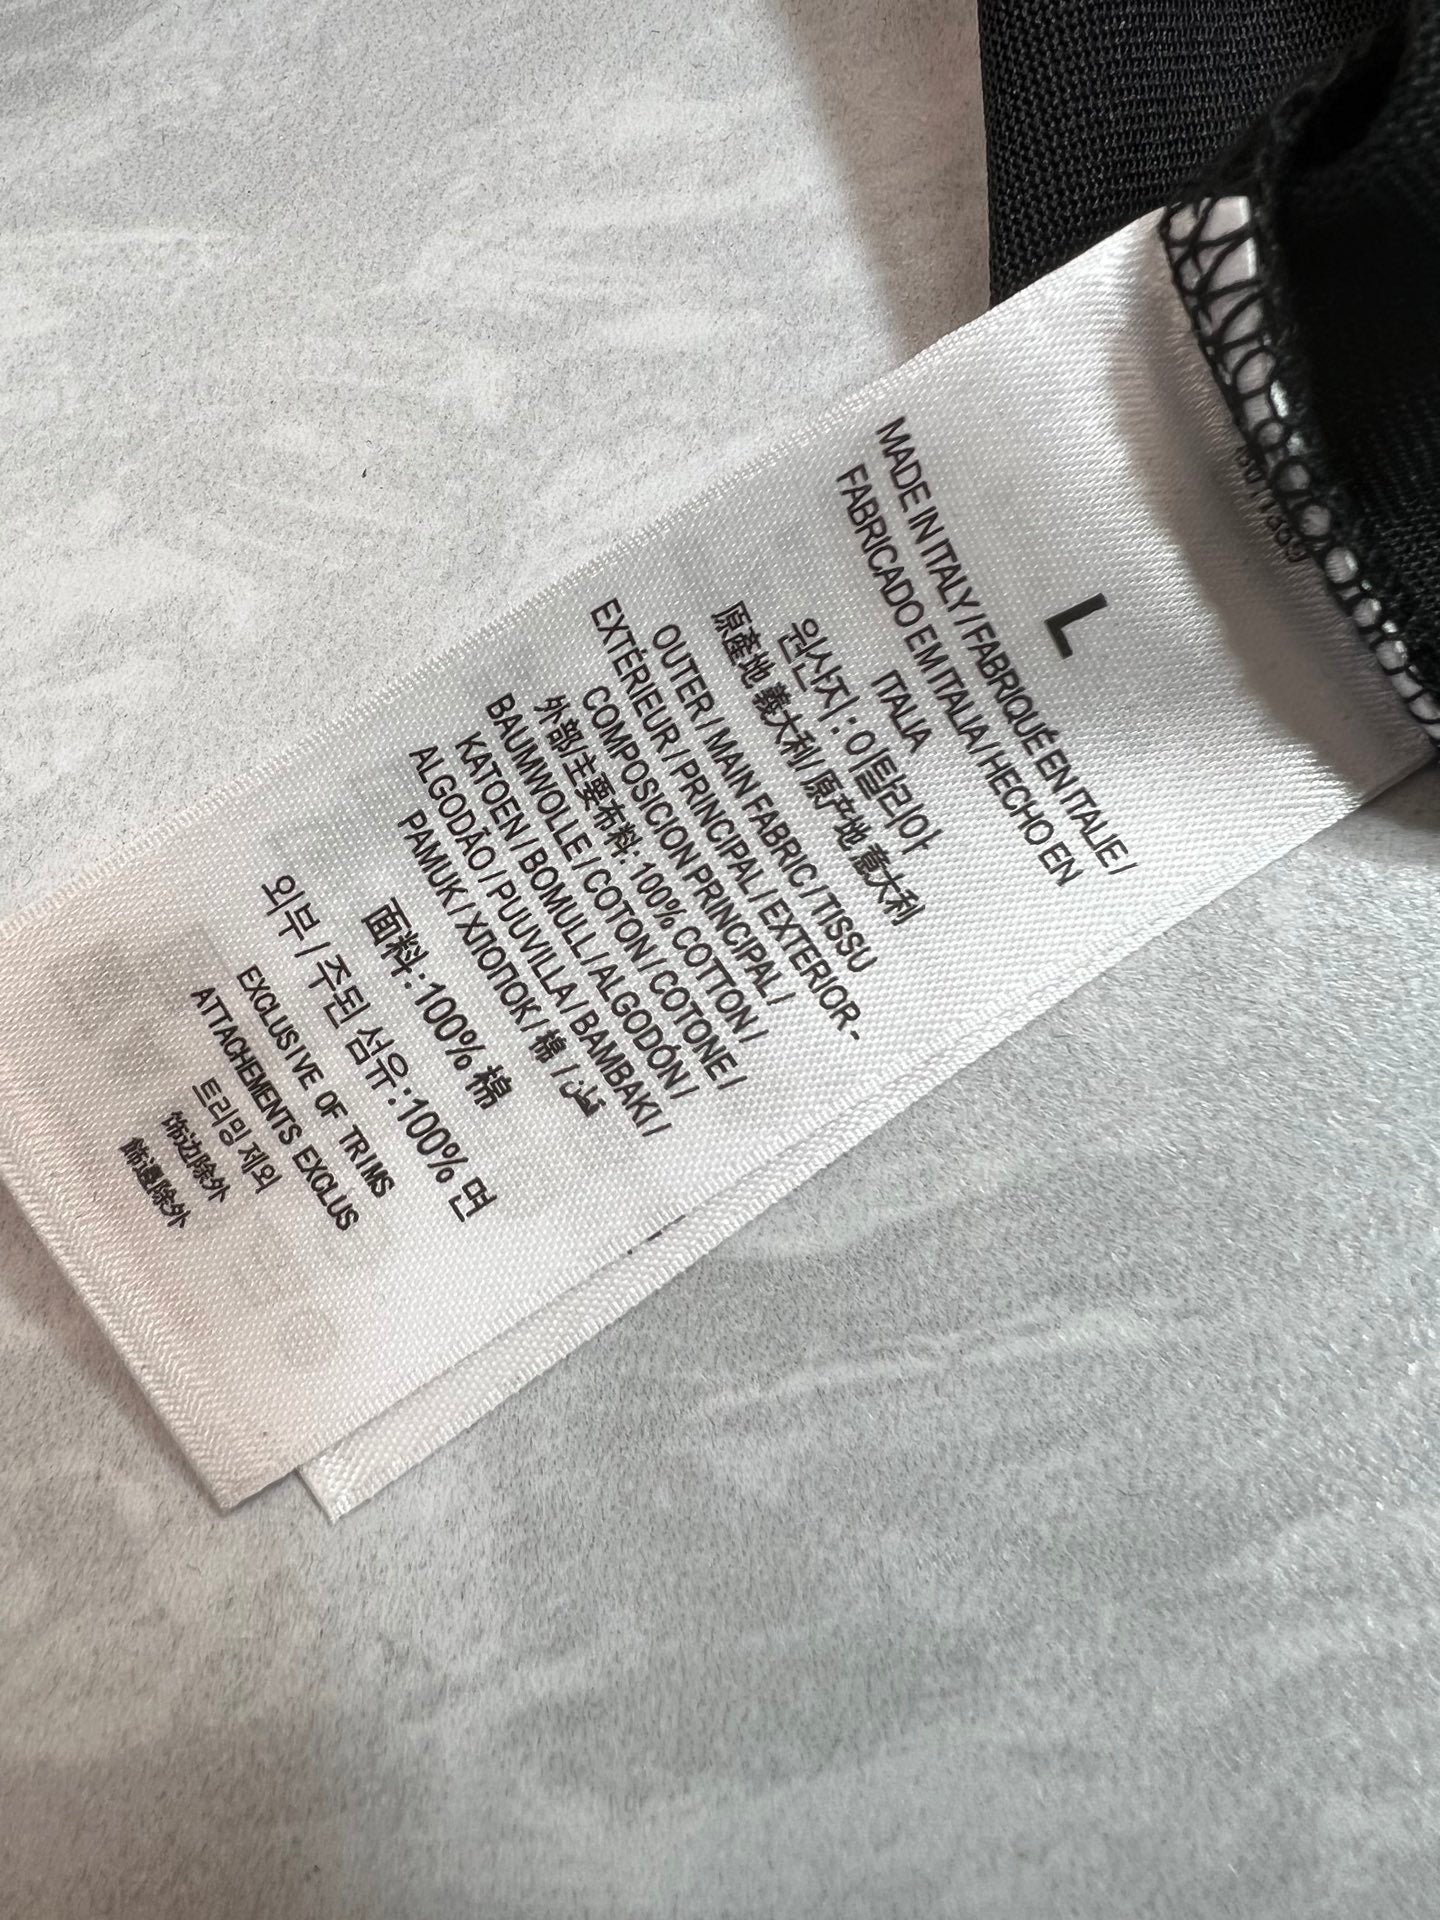 L
MADE IN ITALY / FABRIQUÉ EN ITALIE /
FABRICADO EM ITALIA / HECHO EN
ITALIA
원산지 : 이탈리아
原產地 義大利 / 原产地 意大利
OUTER / MAIN FABRIC / TISSU
EXTÉRIEUR / PRINCIPAL / EXTERIOR -
COMPOSICION PRINCIPAL /
外部/主要布料: 100% COTTON /
BAUMWOLLE / COTON / COTONE /
KATOEN / BOMULL / ALGODÓN /
ALGODÃO / PUUVILLA / BAMBAKI /
PAMUK / ХЛОПОК / 棉 /
面料 : 100% 棉
외부 / 주된 섬유 : 100% 면
EXCLUSIVE OF TRIMS
ATTACHEMENTS EXCLUS
트리밍 제외
饰边除外
飾邊除外